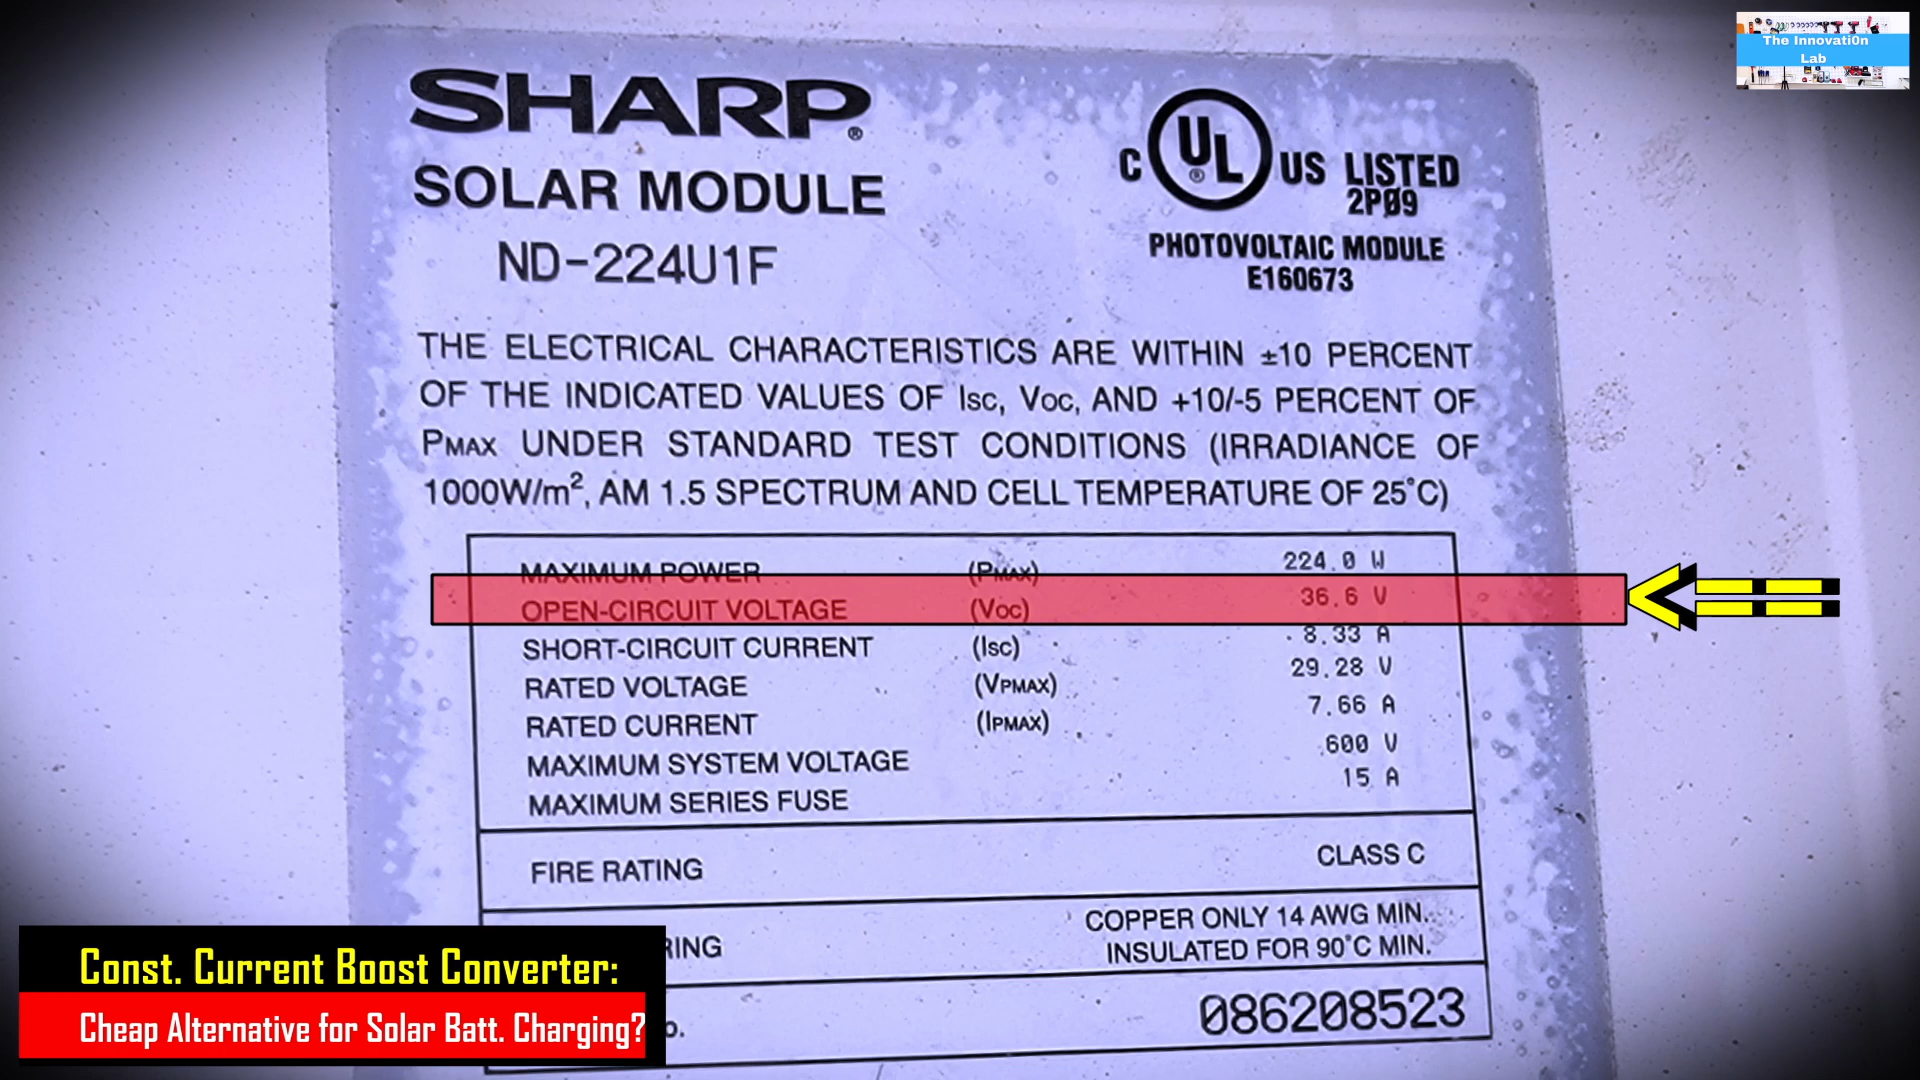 The Innovati0n
Lab
SHARP®
SOLAR MODULE
ND-224U1F
C UL® US LISTED
2P09
PHOTOVOLTAIC MODULE
E160673
THE ELECTRICAL CHARACTERISTICS ARE WITHIN ±10 PERCENT
OF THE INDICATED VALUES OF Isc, Voc, AND +10/-5 PERCENT OF
PMAX UNDER STANDARD TEST CONDITIONS (IRRADIANCE OF
1000W/m², AM 1.5 SPECTRUM AND CELL TEMPERATURE OF 25°C)
MAXIMUM POWER (PMAX) 224.0 W
OPEN-CIRCUIT VOLTAGE (Voc) 36.6 V
SHORT-CIRCUIT CURRENT (Isc) 8.33 A
RATED VOLTAGE (VPMAX) 29.28 V
RATED CURRENT (IPMAX) 7.66 A
MAXIMUM SYSTEM VOLTAGE 600 V
MAXIMUM SERIES FUSE 15 A
FIRE RATING CLASS C
RING COPPER ONLY 14 AWG MIN.
INSULATED FOR 90°C MIN.
o. 086208523
Const. Current Boost Converter:
Cheap Alternative for Solar Batt. Charging?